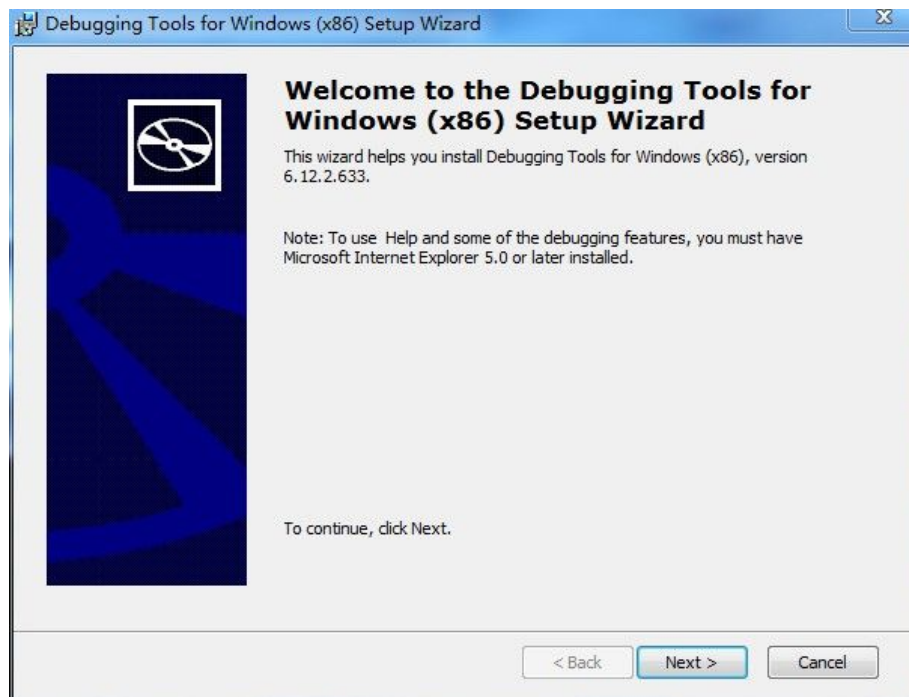 Debugging Tools for Windows (x86) Setup Wizard
Welcome to the Debugging Tools for
Windows (x86) Setup Wizard
This wizard helps you install Debugging Tools for Windows (x86), version
6.12.2.633.
Note: To use  Help and some of the debugging features, you must have
Microsoft Internet Explorer 5.0 or later installed.
To continue, click Next.
< Back
Next >
Cancel